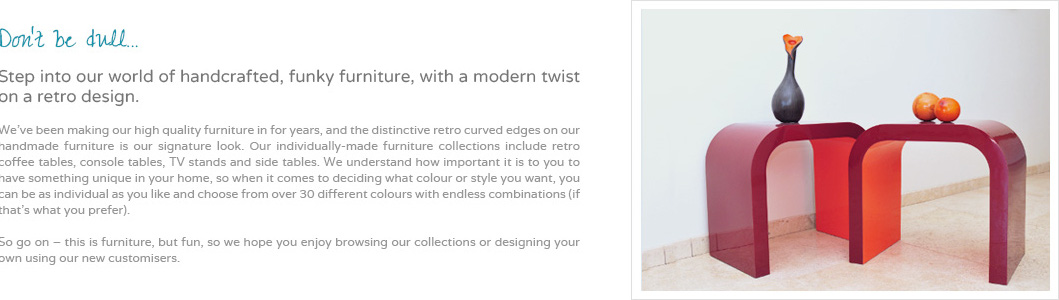 Don't be dull...
Step into our world of handcrafted, funky furniture, with a modern twist
on a retro design.
We've been making our high quality furniture in for years, and the distinctive retro curved edges on our
handmade furniture is our signature look. Our individually-made furniture collections include retro
coffee tables, console tables, TV stands and side tables. We understand how important it is to you to
have something unique in your home, so when it comes to deciding what colour or style you want, you
can be as individual as you like and choose from over 30 different colours with endless combinations (if
that's what you prefer).
So go on – this is furniture, but fun, so we hope you enjoy browsing our collections or designing your
own using our new customisers.